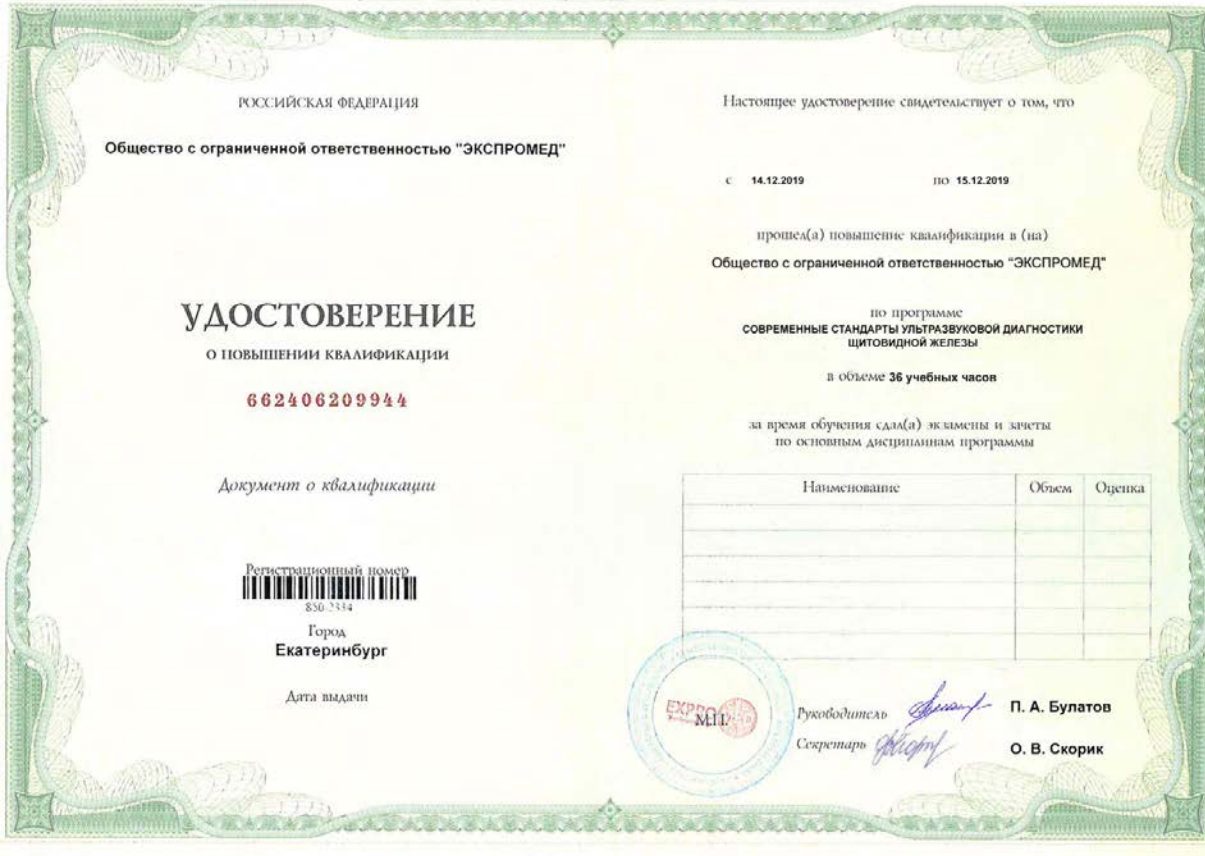 РОССИЙСКАЯ ФЕДЕРАЦИЯ
Общество с ограниченной ответственностью "ЭКСПРОМЕД"
УДОСТОВЕРЕНИЕ
О ПОВЫШЕНИИ КВАЛИФИКАЦИИ
662406209944
Документ о квалификации
Регистрационный номер
850-2334
Город
Екатеринбург
Дата выдачи
Настоящее удостоверение свидетельствует о том, что
с 14.12.2019 по 15.12.2019
прошел(а) повышение квалификации в (на)
Общество с ограниченной ответственностью "ЭКСПРОМЕД"
по программе
СОВРЕМЕННЫЕ СТАНДАРТЫ УЛЬТРАЗВУКОВОЙ ДИАГНОСТИКИ
ЩИТОВИДНОЙ ЖЕЛЕЗЫ
в объеме 36 учебных часов
за время обучения сдал(а) экзамены и зачеты
по основным дисциплинам программы
Наименование Объем Оценка
М.П.
Руководитель П. А. Булатов
Секретарь О. В. Скорик